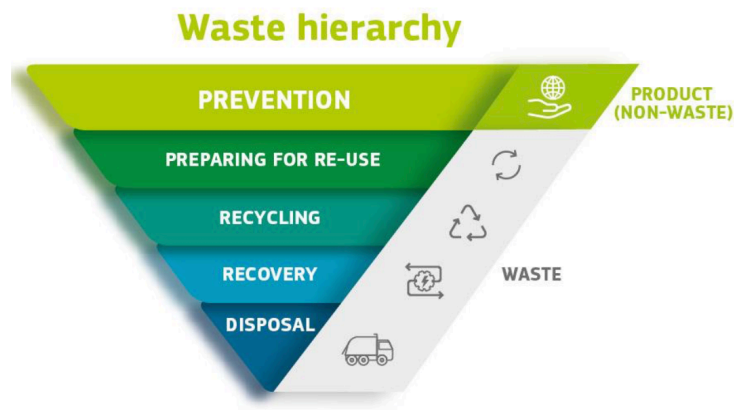 Waste hierarchy
PREVENTION
PRODUCT
(NON-WASTE)
PREPARING FOR RE-USE
RECYCLING
RECOVERY
WASTE
DISPOSAL